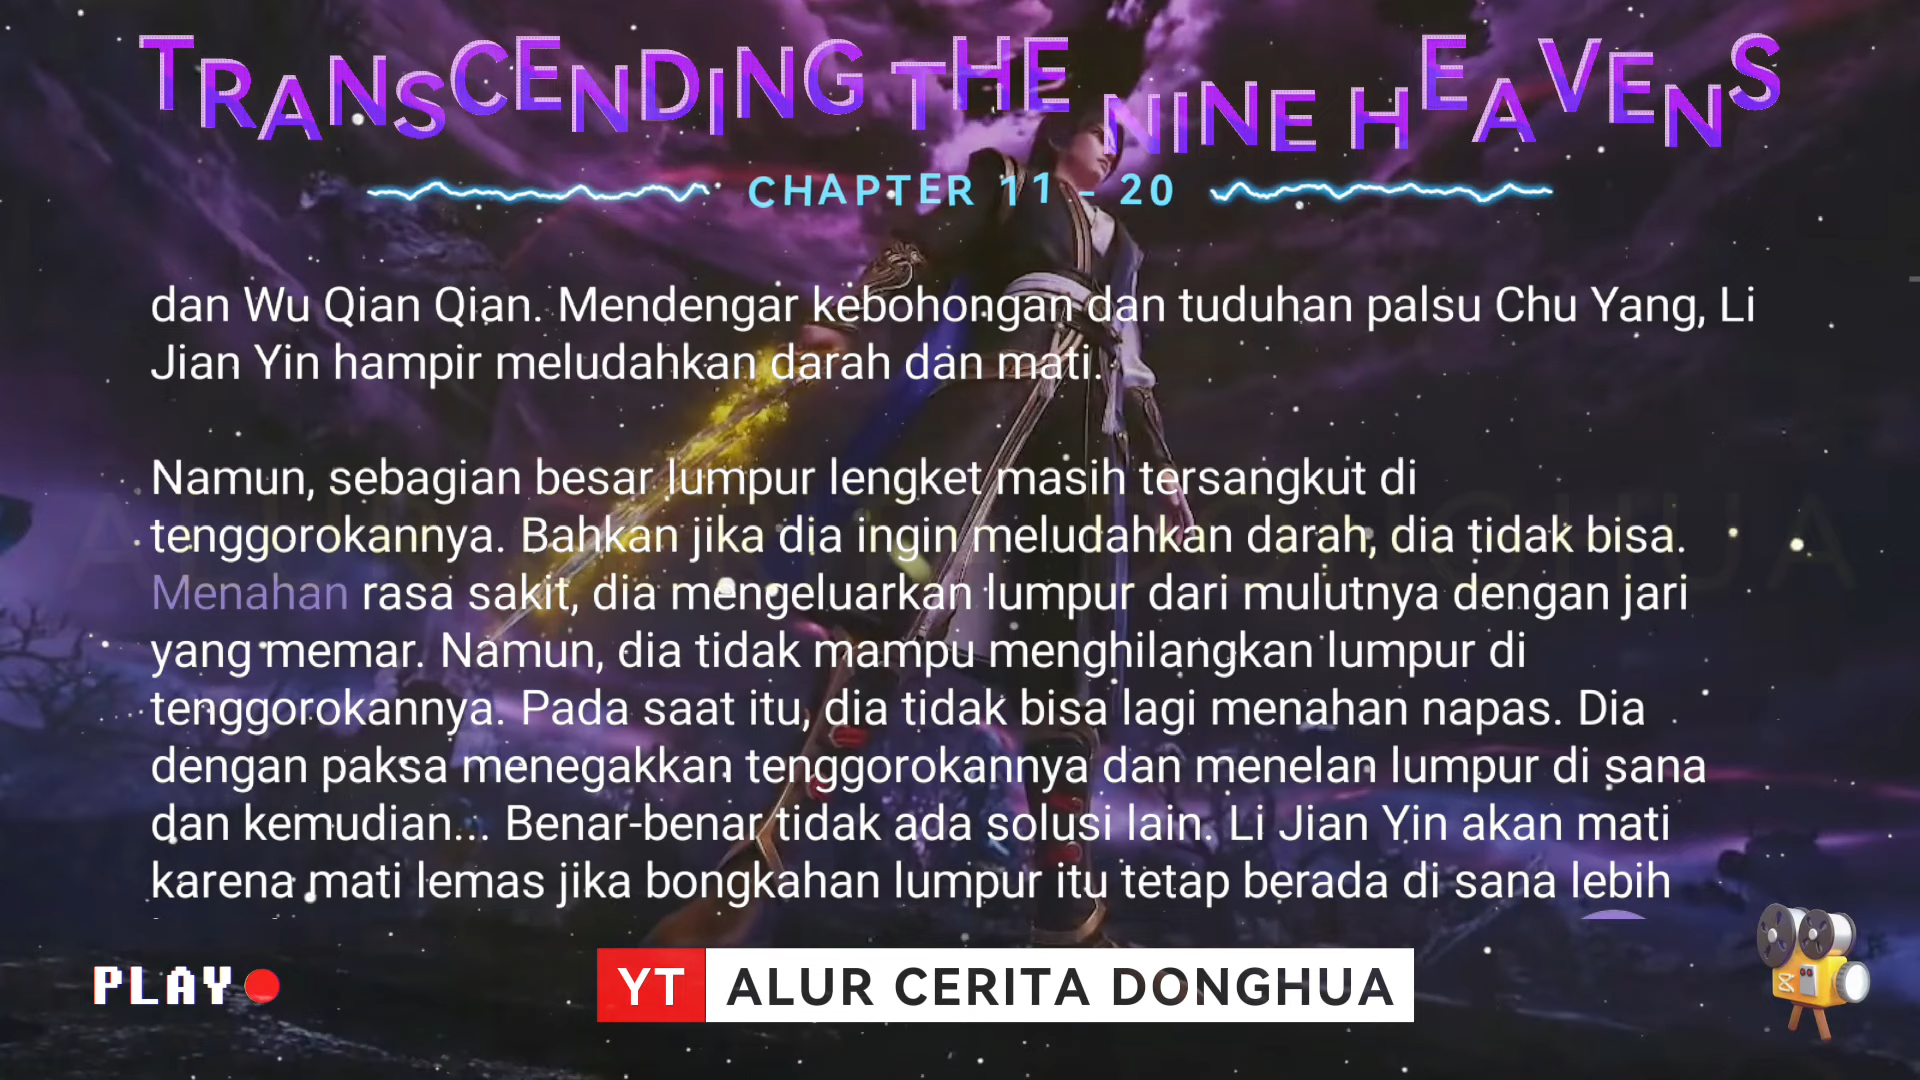 TRANSCENDING THE NINE HEAVENS
CHAPTER 11 - 20
dan Wu Qian Qian. Mendengar kebohongan dan tuduhan palsu Chu Yang, Li
Jian Yin hampir meludahkan darah dan mati.
Namun, sebagian besar lumpur lengket masih tersangkut di
tenggorokannya. Bahkan jika dia ingin meludahkan darah, dia tidak bisa.
Menahan rasa sakit, dia mengeluarkan lumpur dari mulutnya dengan jari
yang memar. Namun, dia tidak mampu menghilangkan lumpur di
tenggorokannya. Pada saat itu, dia tidak bisa lagi menahan napas. Dia
dengan paksa menegakkan tenggorokannya dan menelan lumpur di sana
dan kemudian... Benar-benar tidak ada solusi lain. Li Jian Yin akan mati
karena mati lemas jika bongkahan lumpur itu tetap berada di sana lebih
PLAY
YT ALUR CERITA DONGHUA